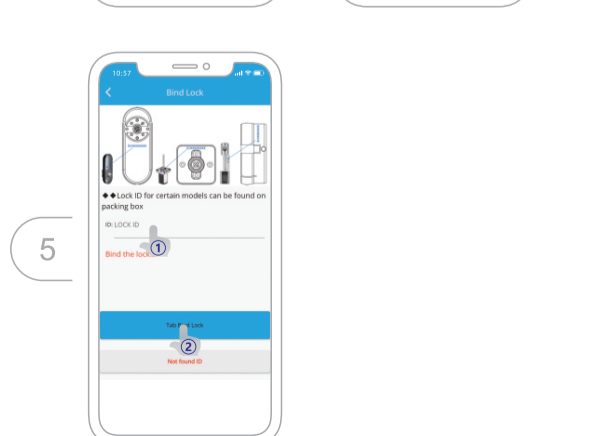 10:57
Bind Lock
◆ ◆Lock ID for certain models can be found on
packing box
ID: LOCK ID
1
Bind the lock
5
Lock
2
Not found ID